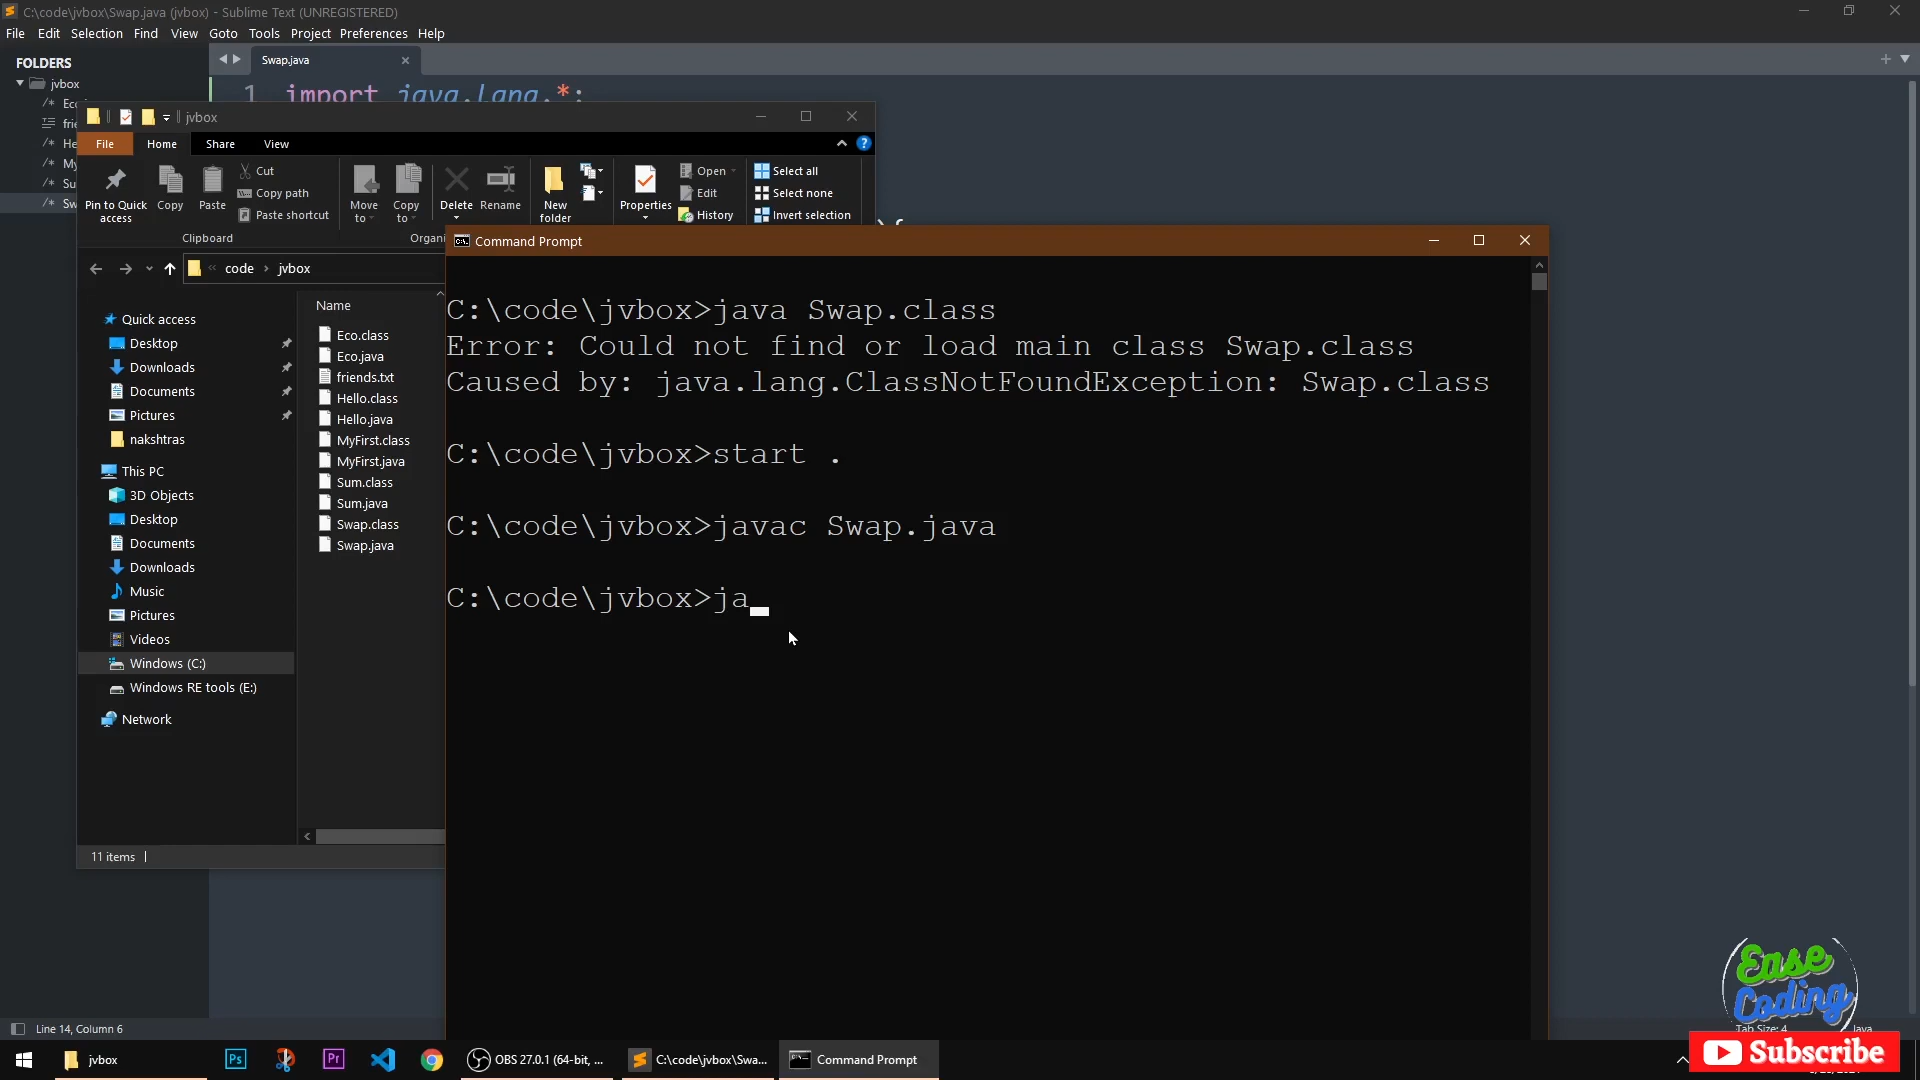 C:\code\jvbox\Swap.java (jvbox) - Sublime Text (UNREGISTERED)
File Edit Selection Find View Goto Tools Project Preferences Help
FOLDERS
jvbox
Swap.java
1 import java.lang.*;
jvbox
File Home Share View
Pin to Quick access
Copy
Paste
Cut
Copy path
Paste shortcut
Clipboard
Move to
Copy to
Delete
Rename
Organi
New folder
Properties
Open
Edit
History
Select all
Select none
Invert selection
code > jvbox
Quick access
Desktop
Downloads
Documents
Pictures
nakshtras
This PC
3D Objects
Desktop
Documents
Downloads
Music
Pictures
Videos
Windows (C:)
Windows RE tools (E:)
Network
Name
Eco.class
Eco.java
friends.txt
Hello.class
Hello.java
MyFirst.class
MyFirst.java
Sum.class
Sum.java
Swap.class
Swap.java
11 items
Command Prompt
C:\code\jvbox>java Swap.class
Error: Could not find or load main class Swap.class
Caused by: java.lang.ClassNotFoundException: Swap.class
C:\code\jvbox>start .
C:\code\jvbox>javac Swap.java
C:\code\jvbox>ja
Ease
Coding
Line 14, Column 6
Tab Size: 4
Java
Subscribe
jvbox
Ps
Pr
OBS 27.0.1 (64-bit, ...
C:\code\jvbox\Swa...
Command Prompt